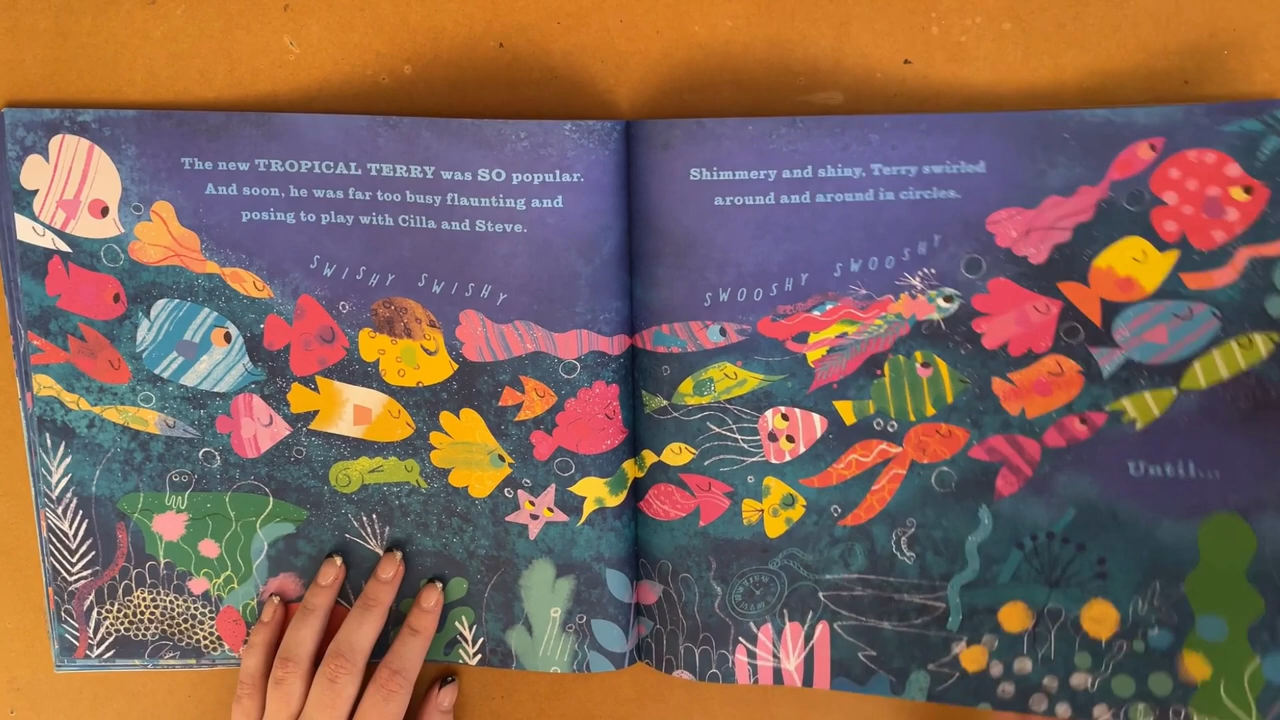 The new TROPICAL TERRY was SO popular.
And soon, he was far too busy flaunting and
posing to play with Cilla and Steve.
SWISHY SWISHY
Shimmery and shiny, Terry swirled
around and around in circles.
SWOOSHY SWOOSHY
Until...